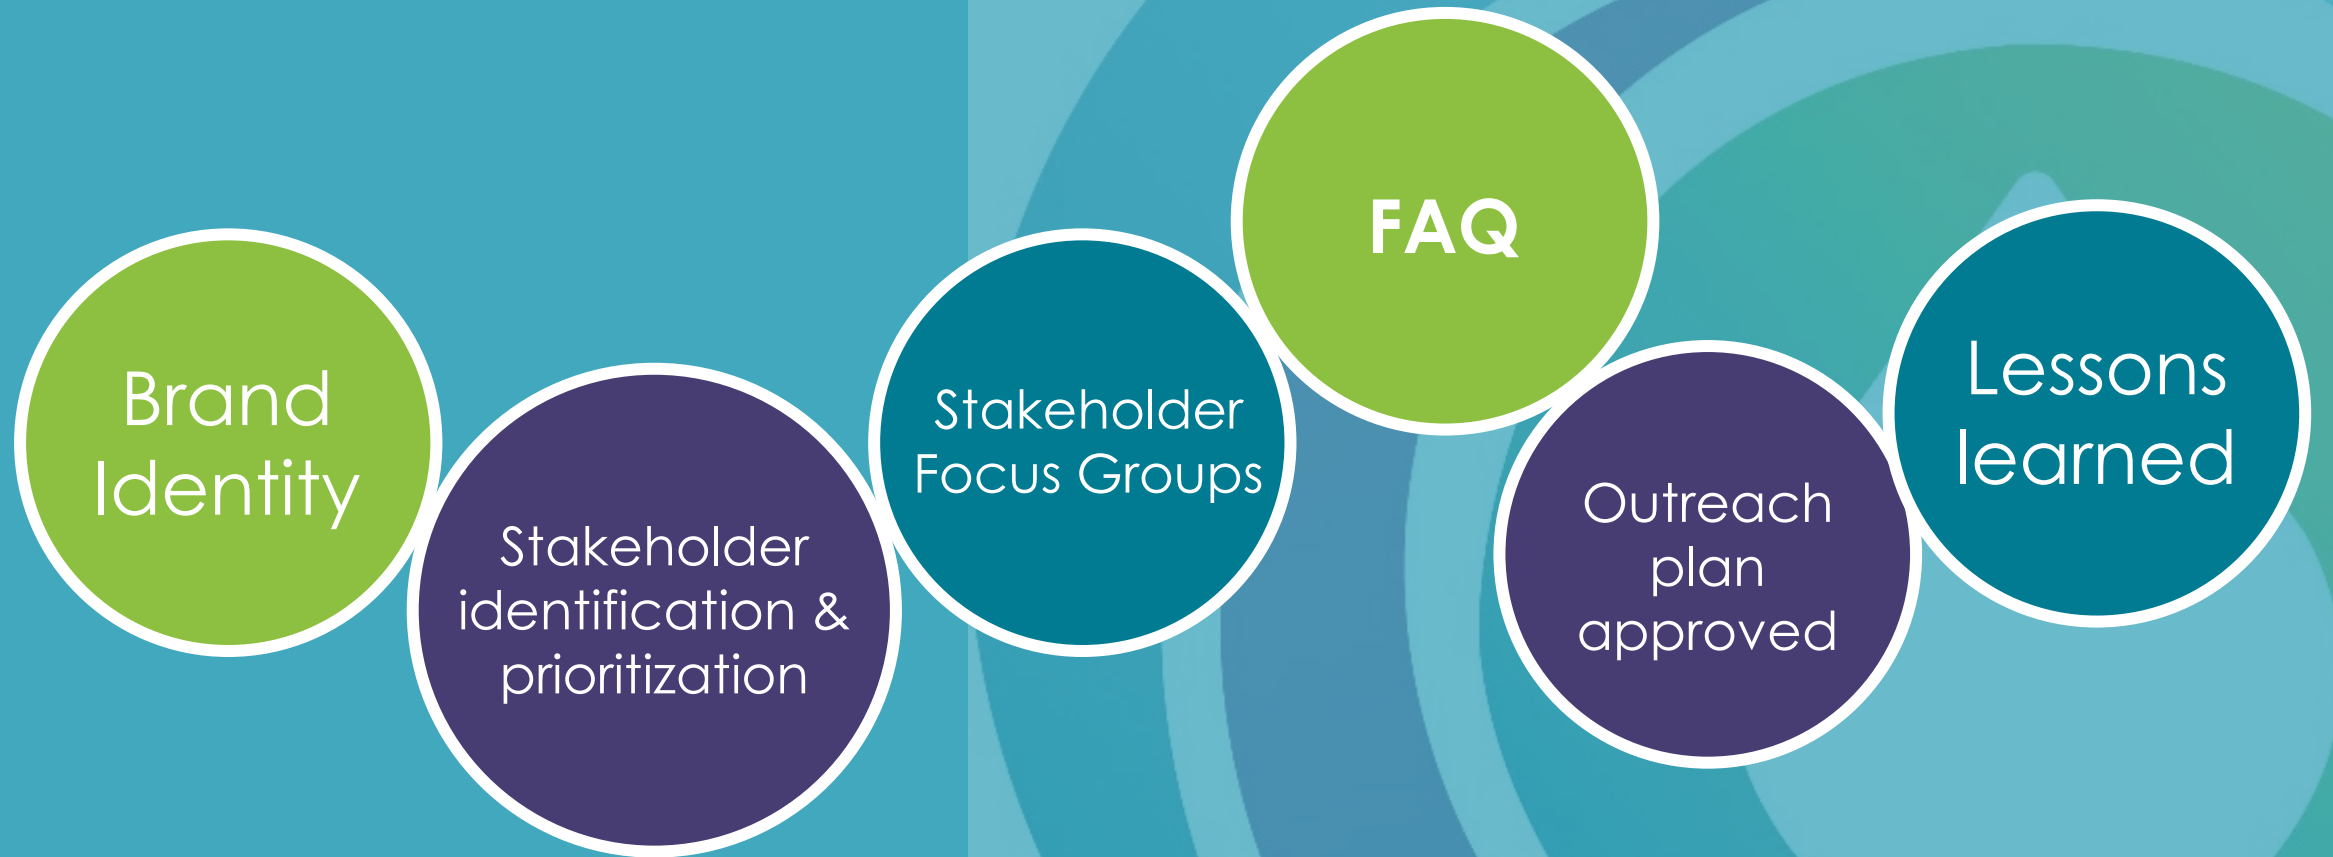 Brand
Identity
Stakeholder
identification &
prioritization
Stakeholder
Focus Groups
FAQ
Outreach
plan
approved
Lessons
learned